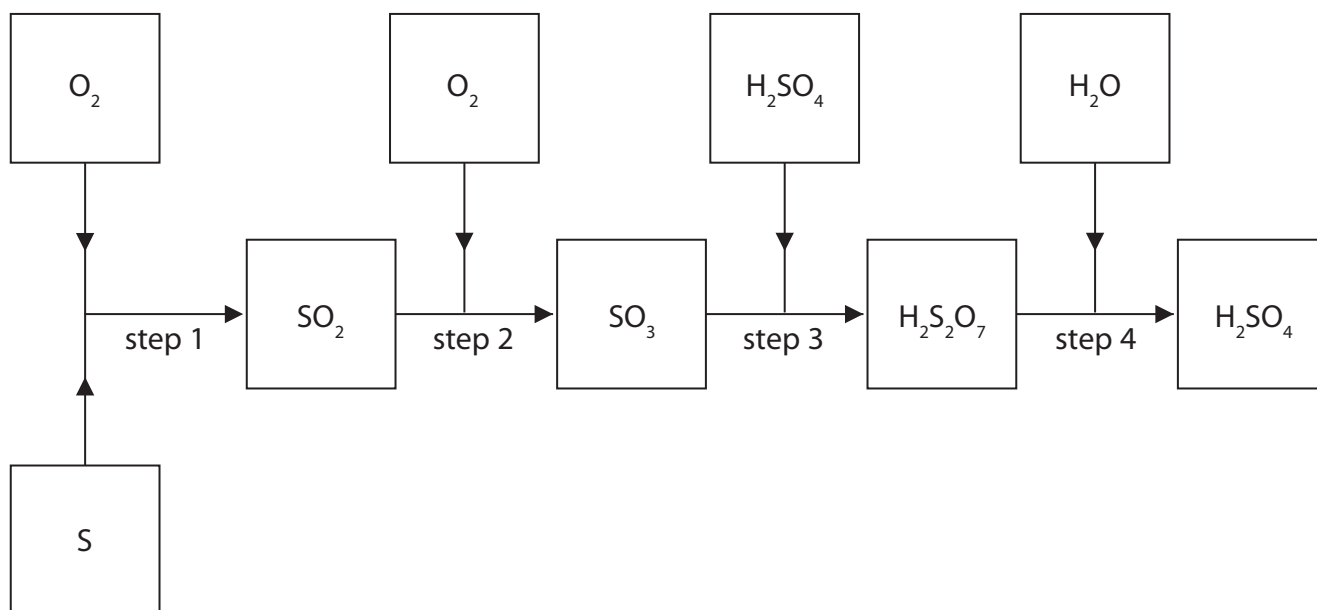 O₂
O₂
H₂SO₄
H₂O
SO₂
SO₃
H₂S₂O₇
H₂SO₄
step 1
step 2
step 3
step 4
S